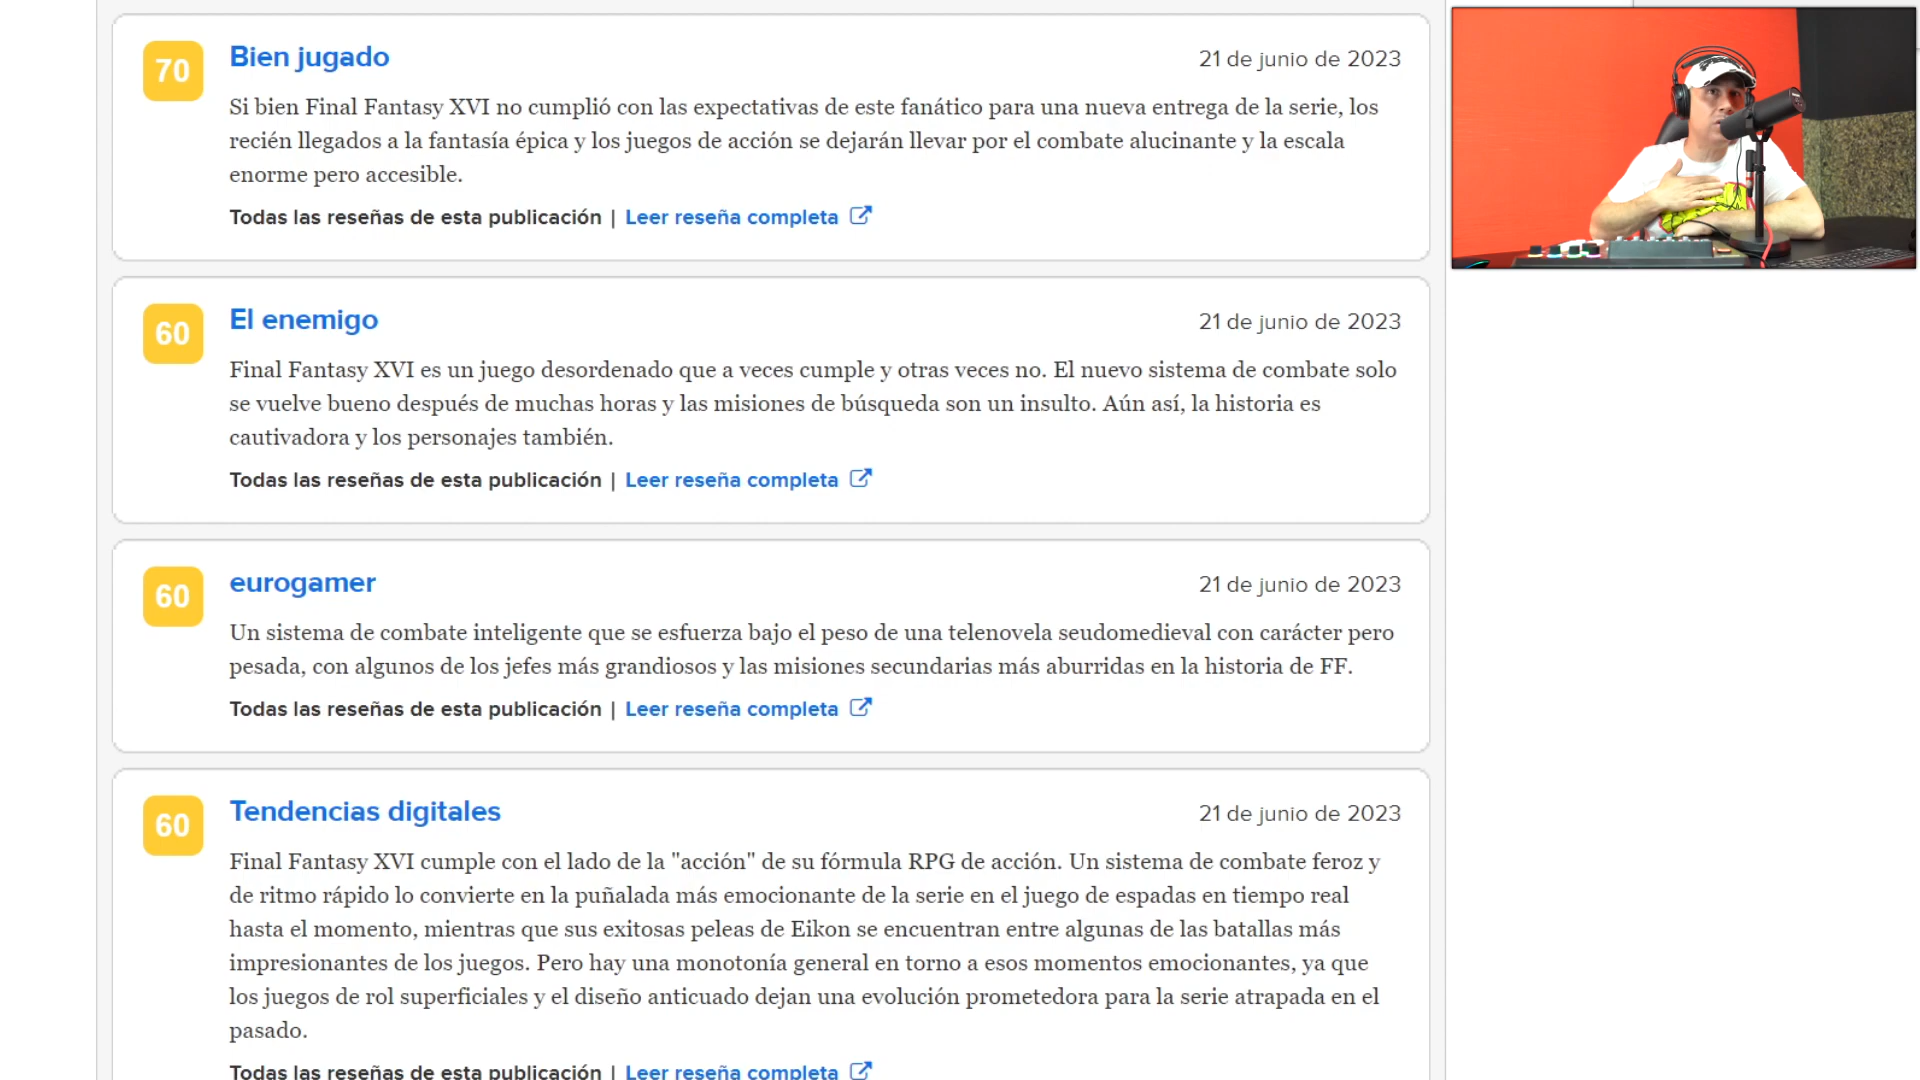 70
Bien jugado
21 de junio de 2023
Si bien Final Fantasy XVI no cumplió con las expectativas de este fanático para una nueva entrega de la serie, los
recién llegados a la fantasía épica y los juegos de acción se dejarán llevar por el combate alucinante y la escala
enorme pero accesible.
Todas las reseñas de esta publicación | Leer reseña completa
60
El enemigo
21 de junio de 2023
Final Fantasy XVI es un juego desordenado que a veces cumple y otras veces no. El nuevo sistema de combate solo
se vuelve bueno después de muchas horas y las misiones de búsqueda son un insulto. Aún así, la historia es
cautivadora y los personajes también.
Todas las reseñas de esta publicación | Leer reseña completa
60
eurogamer
21 de junio de 2023
Un sistema de combate inteligente que se esfuerza bajo el peso de una telenovela seudomedieval con carácter pero
pesada, con algunos de los jefes más grandiosos y las misiones secundarias más aburridas en la historia de FF.
Todas las reseñas de esta publicación | Leer reseña completa
60
Tendencias digitales
21 de junio de 2023
Final Fantasy XVI cumple con el lado de la "acción" de su fórmula RPG de acción. Un sistema de combate feroz y
de ritmo rápido lo convierte en la puñalada más emocionante de la serie en el juego de espadas en tiempo real
hasta el momento, mientras que sus exitosas peleas de Eikon se encuentran entre algunas de las batallas más
impresionantes de los juegos. Pero hay una monotonía general en torno a esos momentos emocionantes, ya que
los juegos de rol superficiales y el diseño anticuado dejan una evolución prometedora para la serie atrapada en el
pasado.
Todas las reseñas de esta publicación | Leer reseña completa